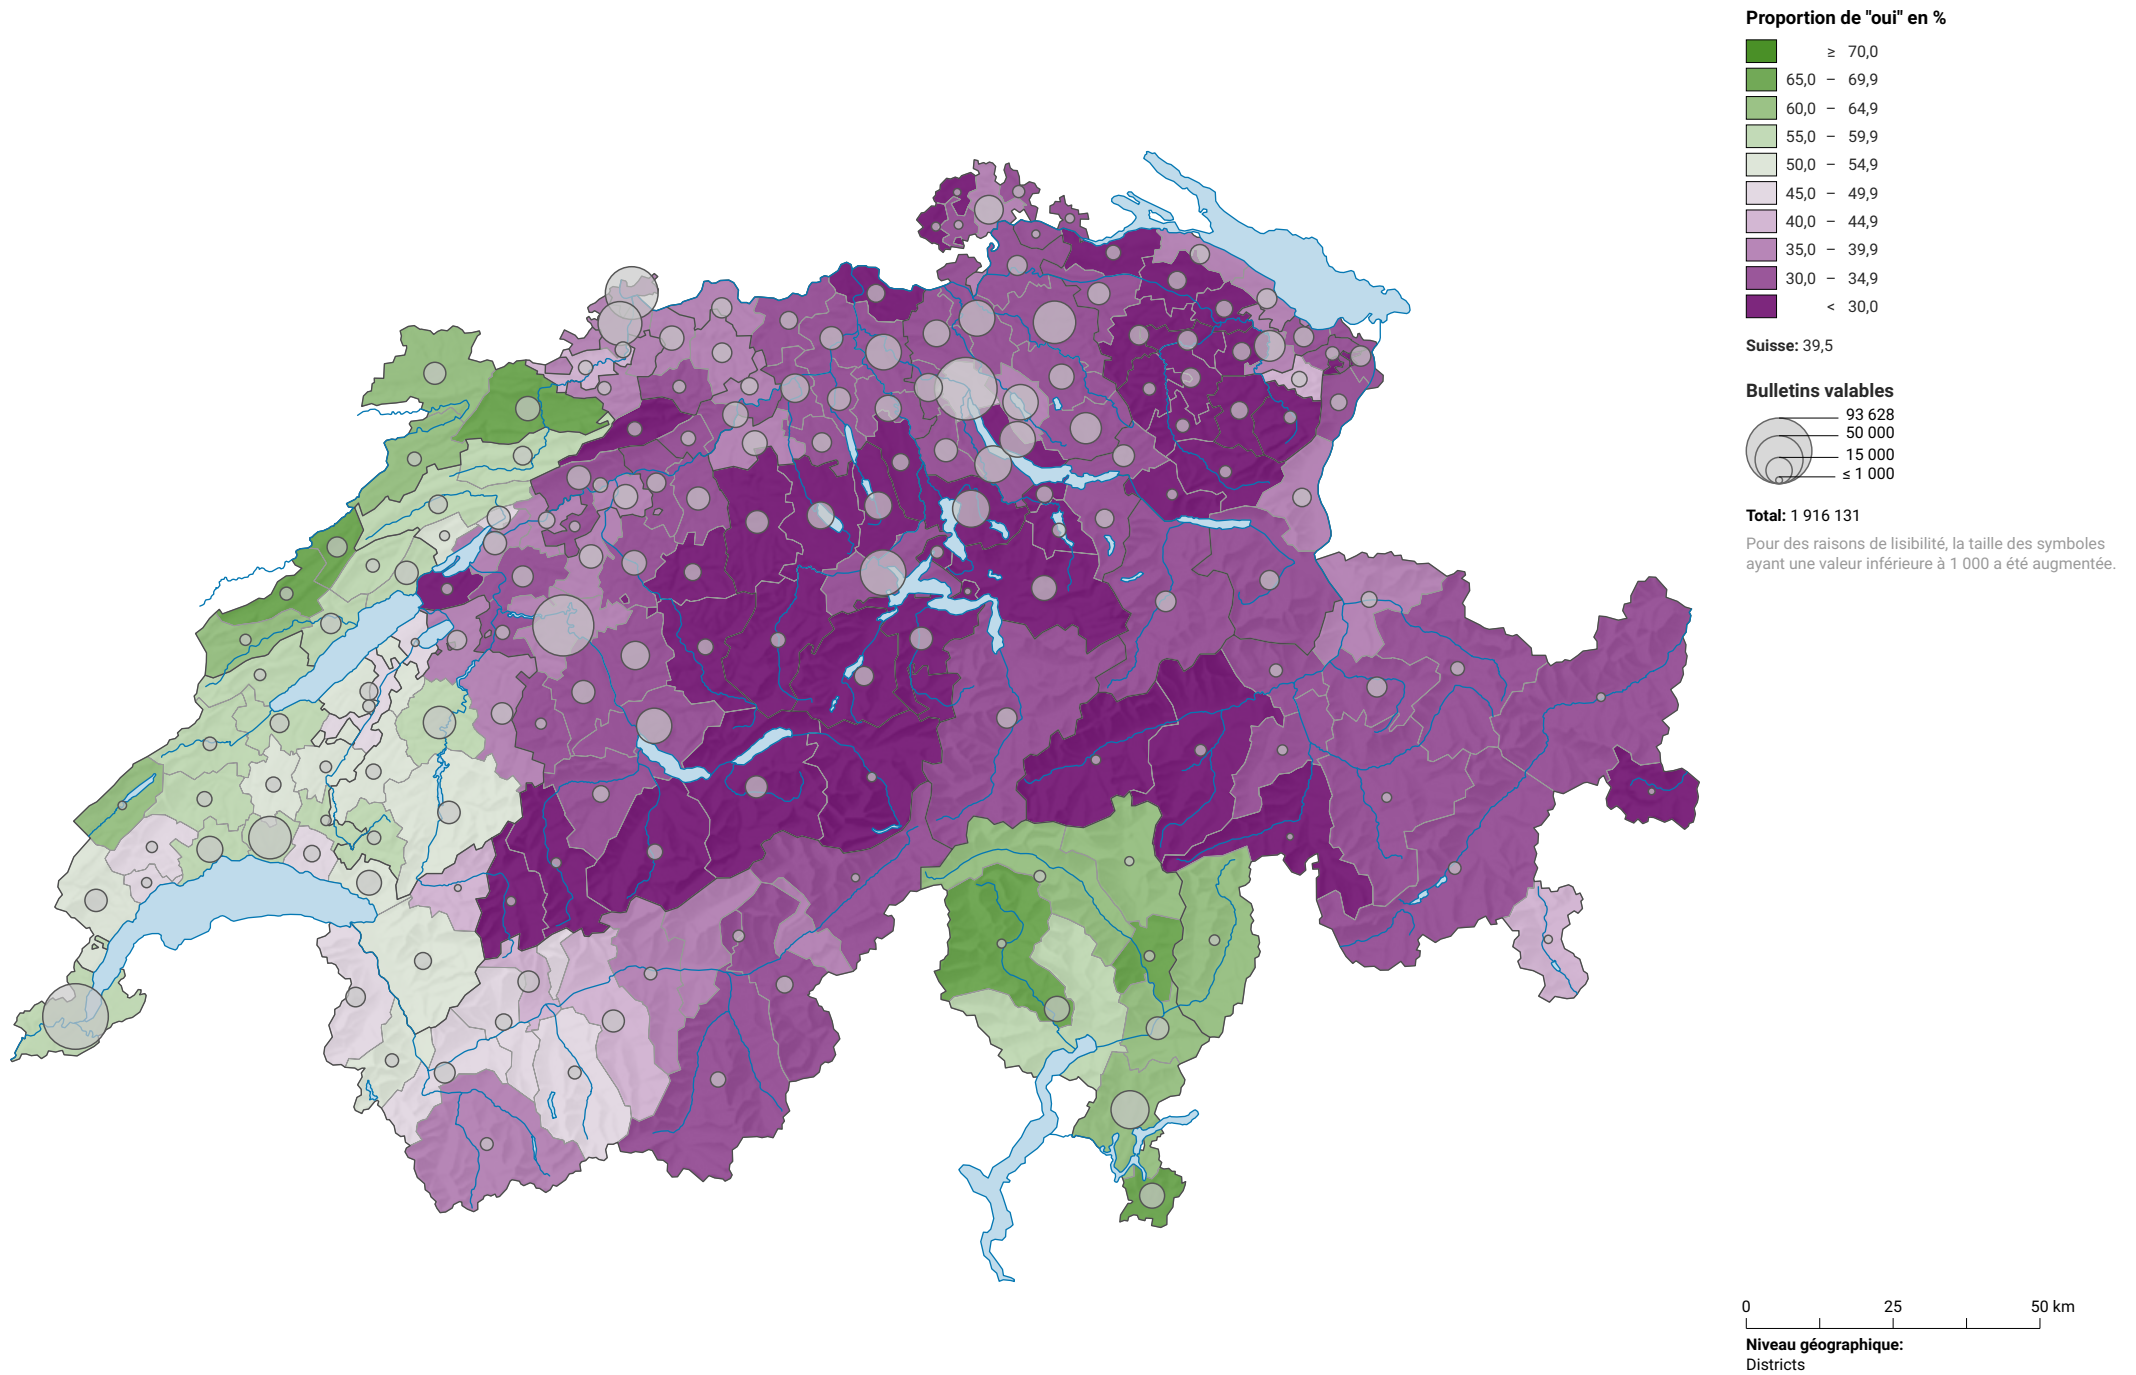 Proportion de "oui" en %
≥ 70,0
65,0 – 69,9
60,0 – 64,9
55,0 – 59,9
50,0 – 54,9
45,0 – 49,9
40,0 – 44,9
35,0 – 39,9
30,0 – 34,9
< 30,0
Suisse: 39,5
Bulletins valables
93 628
50 000
15 000
≤ 1 000
Total: 1 916 131
Pour des raisons de lisibilité, la taille des symboles
ayant une valeur inférieure à 1 000 a été augmentée.
0 25 50 km
Niveau géographique:
Districts